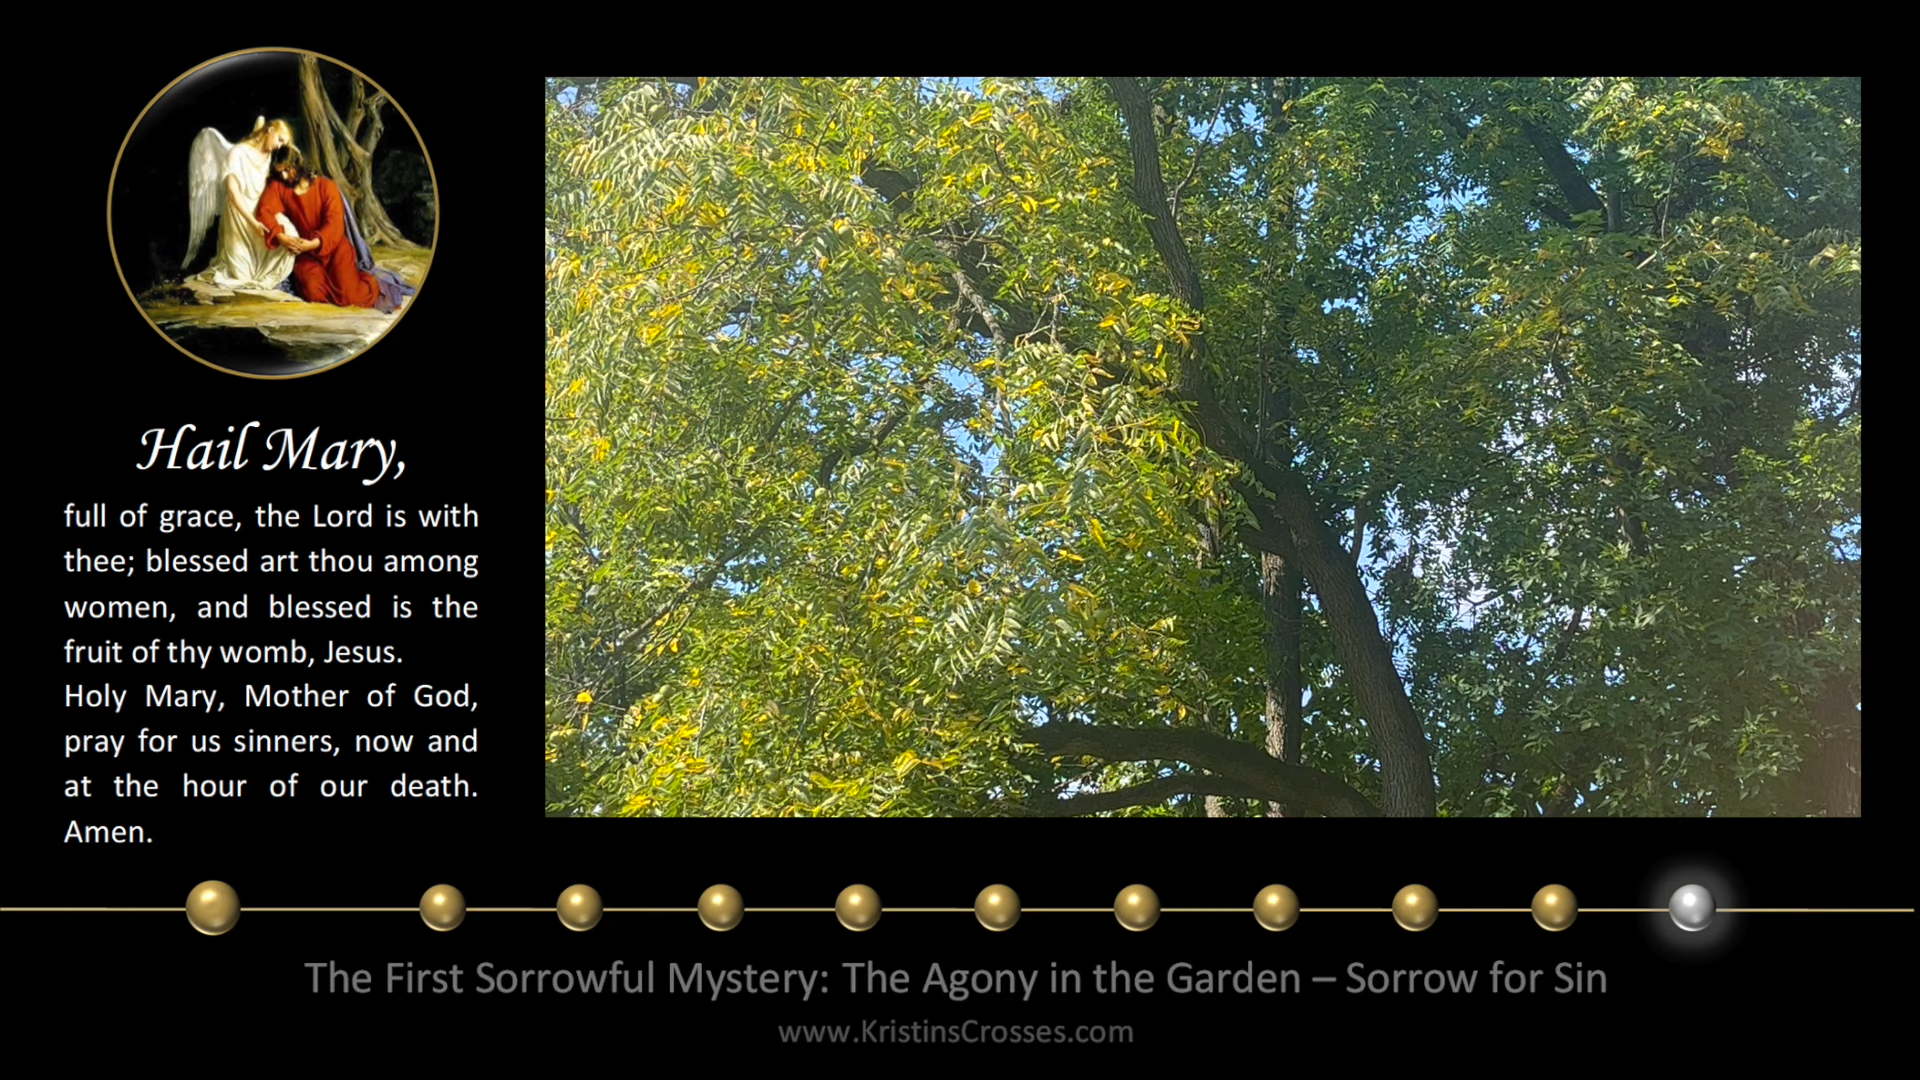 Hail Mary,
full of grace, the Lord is with
thee; blessed art thou among
women, and blessed is the
fruit of thy womb, Jesus.
Holy Mary, Mother of God,
pray for us sinners, now and
at the hour of our death.
Amen.
The First Sorrowful Mystery: The Agony in the Garden – Sorrow for Sin
www.KristinsCrosses.com